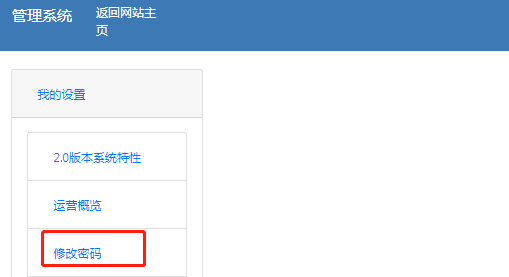 管理系统
返回网站主
页
我的设置
2.0版本系统特性
运营概览
修改密码